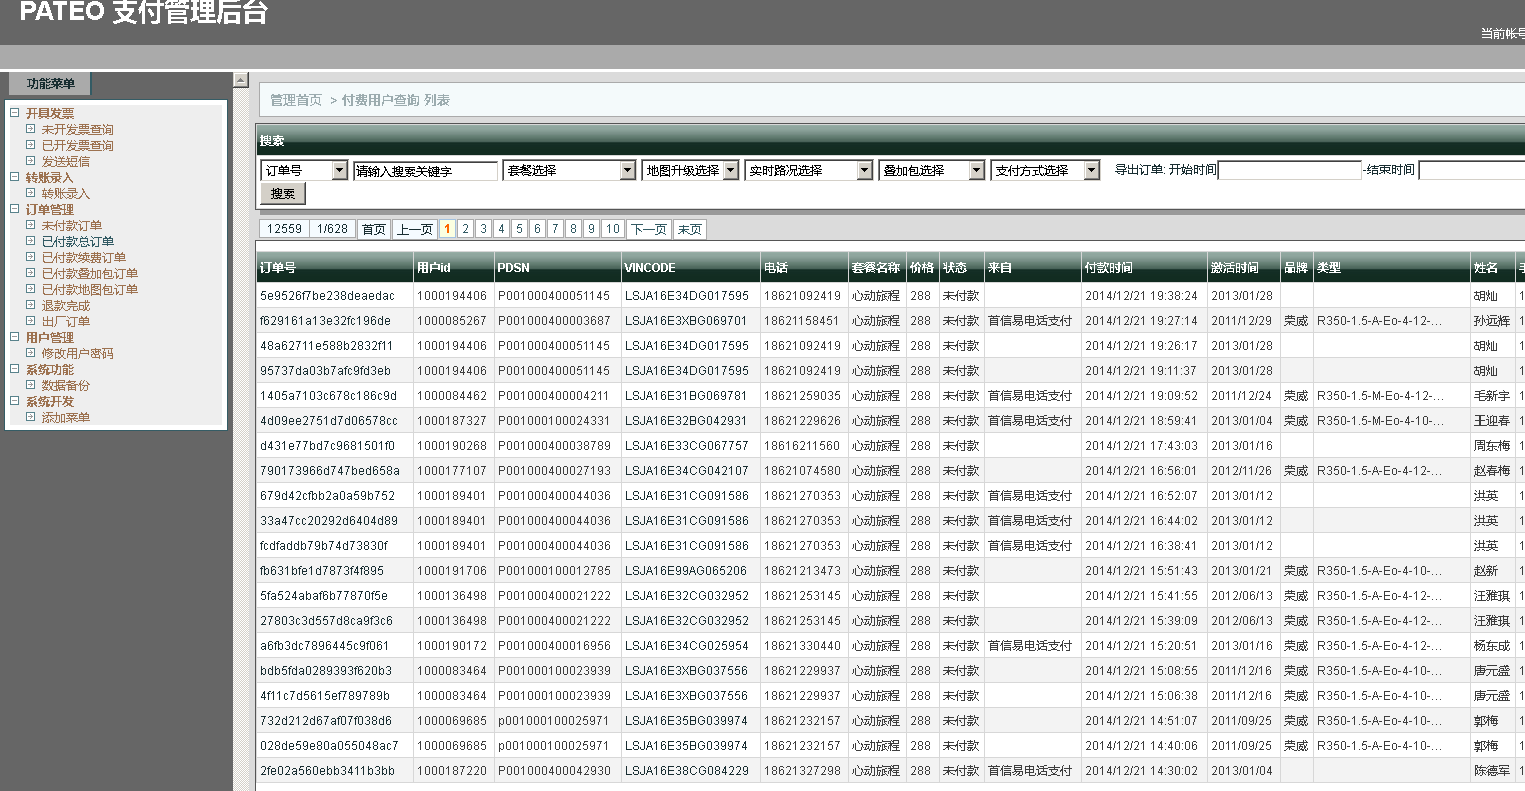 PATEO 支付管理后台
当前帐号
功能菜单
开具发票
未开发票查询
已开发票查询
发送短信
转账录入
转账录入
订单管理
未付款订单
已付款总订单
已付款续费订单
已付款叠加包订单
已付款地图包订单
退款完成
出厂订单
用户管理
修改用户密码
系统功能
数据备份
系统开发
添加菜单
管理首页 > 付费用户查询 列表
搜索
订单号 请输入搜索关键字 套餐选择 地图升级选择 实时路况选择 叠加包选择 支付方式选择 导出订单: 开始时间 -结束时间
搜索
12559 1/628 首页 上一页 1 2 3 4 5 6 7 8 9 10 下一页 末页
订单号 用户id PDSN VINCODE 电话 套餐名称 价格 状态 来自 付款时间 激活时间 品牌 类型 姓名
5e9526f7be238deaedac 1000194406 P001000400051145 LSJA16E34DG017595 18621092419 心动旅程 288 未付款 2014/12/21 19:38:24 2013/01/28 胡灿 1
f629161a13e32fc196de 1000085267 P001000400003687 LSJA16E3XBG069701 18621158451 心动旅程 288 未付款 首信易电话支付 2014/12/21 19:27:14 2011/12/29 荣威 R350-1.5-A-Eo-4-12-... 孙远辉 1
48a62711e588b2832f11 1000194406 P001000400051145 LSJA16E34DG017595 18621092419 心动旅程 288 未付款 2014/12/21 19:26:17 2013/01/28 胡灿 1
95737da03b7afc9fd3eb 1000194406 P001000400051145 LSJA16E34DG017595 18621092419 心动旅程 288 未付款 2014/12/21 19:11:37 2013/01/28 胡灿 1
1405a7103c678c186c9d 1000084462 P001000400004211 LSJA16E31BG069781 18621259035 心动旅程 288 未付款 首信易电话支付 2014/12/21 19:09:52 2011/12/24 荣威 R350-1.5-M-Eo-4-12-... 毛新宇 1
4d09ee2751d7d06578cc 1000187327 P001000100024331 LSJA16E32BG042931 18621229626 心动旅程 288 未付款 首信易电话支付 2014/12/21 18:59:41 2013/01/04 荣威 R350-1.5-M-Eo-4-10-... 王迎春 1
d431e77bd7c9681501f0 1000190268 P001000400038789 LSJA16E33CG067757 18616211560 心动旅程 288 未付款 2014/12/21 17:43:03 2013/01/16 周东梅 1
790173966d747bed658a 1000177107 P001000400027193 LSJA16E34CG042107 18621074580 心动旅程 288 未付款 2014/12/21 16:56:01 2012/11/26 荣威 R350-1.5-A-Eo-4-12-... 赵春梅 1
679d42cfbb2a0a59b752 1000189401 P001000400044036 LSJA16E31CG091586 18621270353 心动旅程 288 未付款 首信易电话支付 2014/12/21 16:52:07 2013/01/12 洪英 1
33a47cc20292d6404d89 1000189401 P001000400044036 LSJA16E31CG091586 18621270353 心动旅程 288 未付款 首信易电话支付 2014/12/21 16:44:02 2013/01/12 洪英 1
fcdfaddb79b74d73830f 1000189401 P001000400044036 LSJA16E31CG091586 18621270353 心动旅程 288 未付款 首信易电话支付 2014/12/21 16:38:41 2013/01/12 洪英 1
fb631bfe1d7873f4f895 1000191706 P001000100012785 LSJA16E99AG065206 18621213473 心动旅程 288 未付款 首信易电话支付 2014/12/21 15:51:43 2013/01/21 荣威 R350-1.5-A-Eo-4-10-... 赵新 1
5fa524abaf6b77870f5e 1000136498 P001000400021222 LSJA16E32CG032952 18621253145 心动旅程 288 未付款 2014/12/21 15:41:55 2012/06/13 荣威 R350-1.5-A-Eo-4-12-... 汪雅琪 1
27803c3d557d8ca9f3c6 1000136498 P001000400021222 LSJA16E32CG032952 18621253145 心动旅程 288 未付款 2014/12/21 15:39:09 2012/06/13 荣威 R350-1.5-A-Eo-4-12-... 汪雅琪 1
a6fb3dc7896445c9f061 1000190172 P001000400016956 LSJA16E34CG025954 18621330440 心动旅程 288 未付款 首信易电话支付 2014/12/21 15:20:51 2013/01/16 荣威 R350-1.5-A-Eo-4-12-... 杨东成 1
bdb5fda0289393f620b3 1000083464 P001000100023939 LSJA16E3XBG037556 18621229937 心动旅程 288 未付款 2014/12/21 15:08:55 2011/12/16 荣威 R350-1.5-A-Eo-4-10-... 唐元盛 1
4f11c7d5615ef789789b 1000083464 P001000100023939 LSJA16E3XBG037556 18621229937 心动旅程 288 未付款 2014/12/21 15:06:38 2011/12/16 荣威 R350-1.5-A-Eo-4-10-... 唐元盛 1
732d212d67af07f038d6 1000069685 p001000100025971 LSJA16E35BG039974 18621232157 心动旅程 288 未付款 2014/12/21 14:51:07 2011/09/25 荣威 R350-1.5-A-Eo-4-10-... 郭梅 1
028de59e80a055048ac7 1000069685 p001000100025971 LSJA16E35BG039974 18621232157 心动旅程 288 未付款 2014/12/21 14:40:06 2011/09/25 荣威 R350-1.5-A-Eo-4-10-... 郭梅 1
2fe02a560ebb3411b3bb 1000187220 P001000400042930 LSJA16E38CG084229 18621327298 心动旅程 288 未付款 首信易电话支付 2014/12/21 14:30:02 2013/01/04 陈德军 1